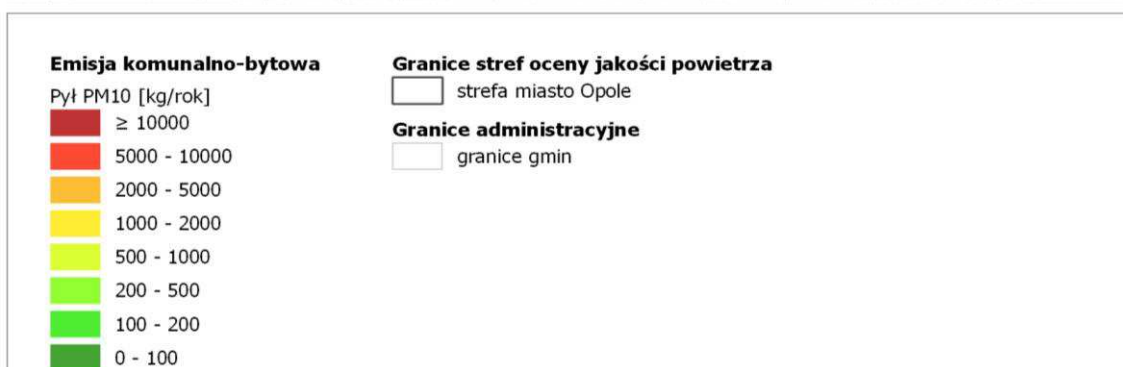 Emisja komunalno-bytowa
Pył PM10 [kg/rok]
≥ 10000
5000 - 10000
2000 - 5000
1000 - 2000
500 - 1000
200 - 500
100 - 200
0 - 100
Granice stref oceny jakości powietrza
strefa miasto Opole
Granice administracyjne
granice gmin